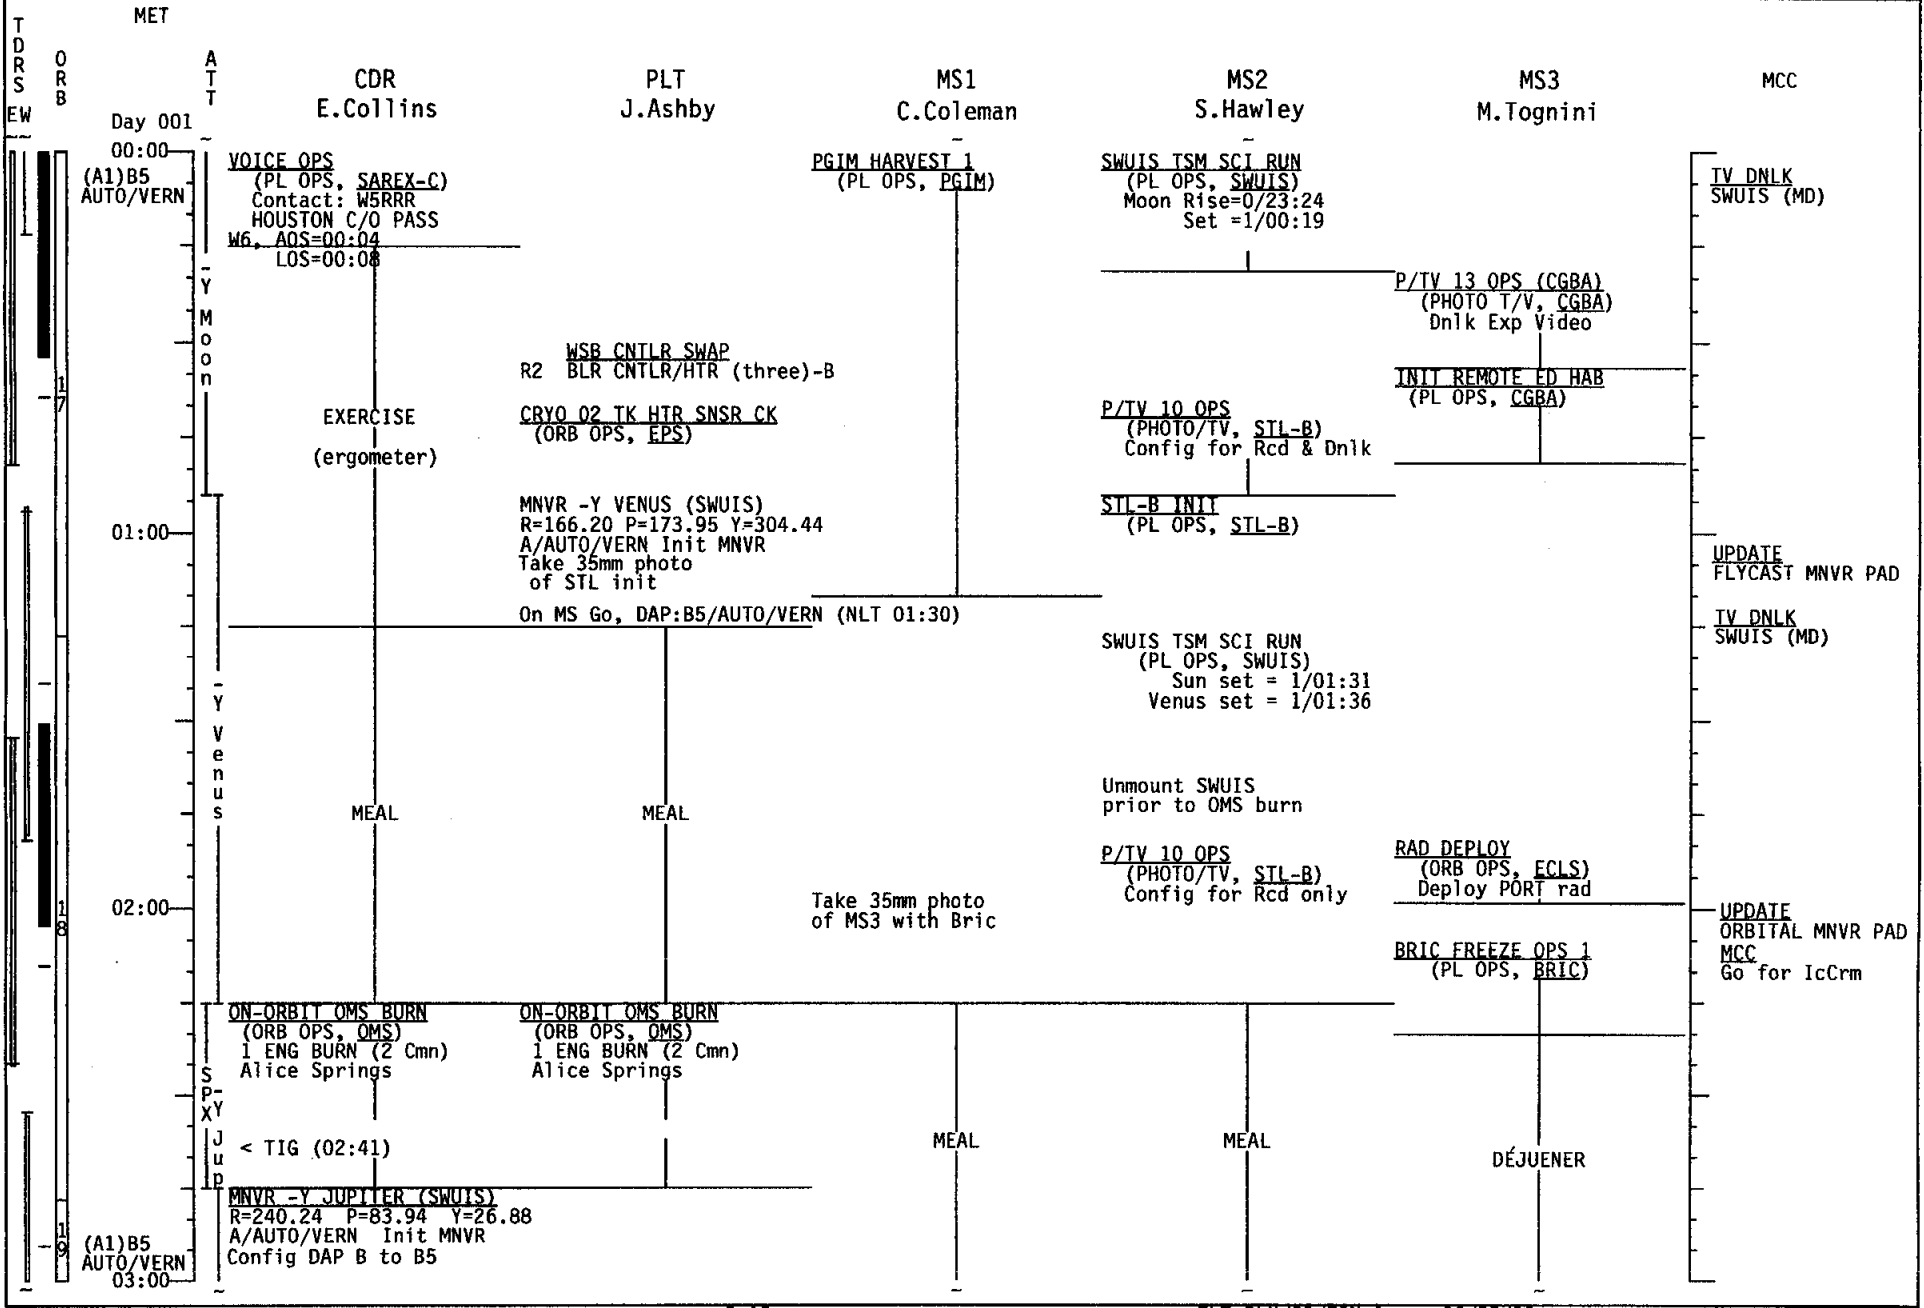 MET
TDRS
ORB
ATT
EW
CDR
E.Collins
PLT
J.Ashby
MS1
C.Coleman
MS2
S.Hawley
MS3
M.Tognini
MCC
Day 001
00:00
(A1)B5
AUTO/VERN
01:00
02:00
(A1)B5
AUTO/VERN
03:00
17
18
19
-Y Moon
-Y Venus
SPX
-Y Jup
VOICE OPS
(PL OPS, SAREX-C)
Contact: W5RRR
HOUSTON C/O PASS
W6, AOS=00:04
LOS=00:08
EXERCISE
(ergometer)
MEAL
ON-ORBIT OMS BURN
(ORB OPS, OMS)
1 ENG BURN (2 Cmn)
Alice Springs
< TIG (02:41)
MNVR -Y JUPITER (SWUIS)
R=240.24 P=83.94 Y=26.88
A/AUTO/VERN Init MNVR
Config DAP B to B5
WSB CNTLR SWAP
R2 BLR CNTLR/HTR (three)-B
CRYO O2 TK HTR SNSR CK
(ORB OPS, EPS)
MNVR -Y VENUS (SWUIS)
R=166.20 P=173.95 Y=304.44
A/AUTO/VERN Init MNVR
Take 35mm photo
of STL init
On MS Go, DAP:B5/AUTO/VERN (NLT 01:30)
MEAL
ON-ORBIT OMS BURN
(ORB OPS, OMS)
1 ENG BURN (2 Cmn)
Alice Springs
PGIM HARVEST 1
(PL OPS, PGIM)
Take 35mm photo
of MS3 with Bric
MEAL
SWUIS TSM SCI RUN
(PL OPS, SWUIS)
Moon Rise=0/23:24
Set =1/00:19
P/TV 10 OPS
(PHOTO/TV, STL-B)
Config for Rcd & Dnlk
STL-B INIT
(PL OPS, STL-B)
SWUIS TSM SCI RUN
(PL OPS, SWUIS)
Sun set = 1/01:31
Venus set = 1/01:36
Unmount SWUIS
prior to OMS burn
P/TV 10 OPS
(PHOTO/TV, STL-B)
Config for Rcd only
MEAL
P/TV 13 OPS (CGBA)
(PHOTO T/V, CGBA)
Dnlk Exp Video
INIT REMOTE ED HAB
(PL OPS, CGBA)
RAD DEPLOY
(ORB OPS, ECLS)
Deploy PORT rad
BRIC FREEZE OPS 1
(PL OPS, BRIC)
DÉJUENER
TV DNLK
SWUIS (MD)
UPDATE
FLYCAST MNVR PAD
TV DNLK
SWUIS (MD)
UPDATE
ORBITAL MNVR PAD
MCC
Go for IcCrm